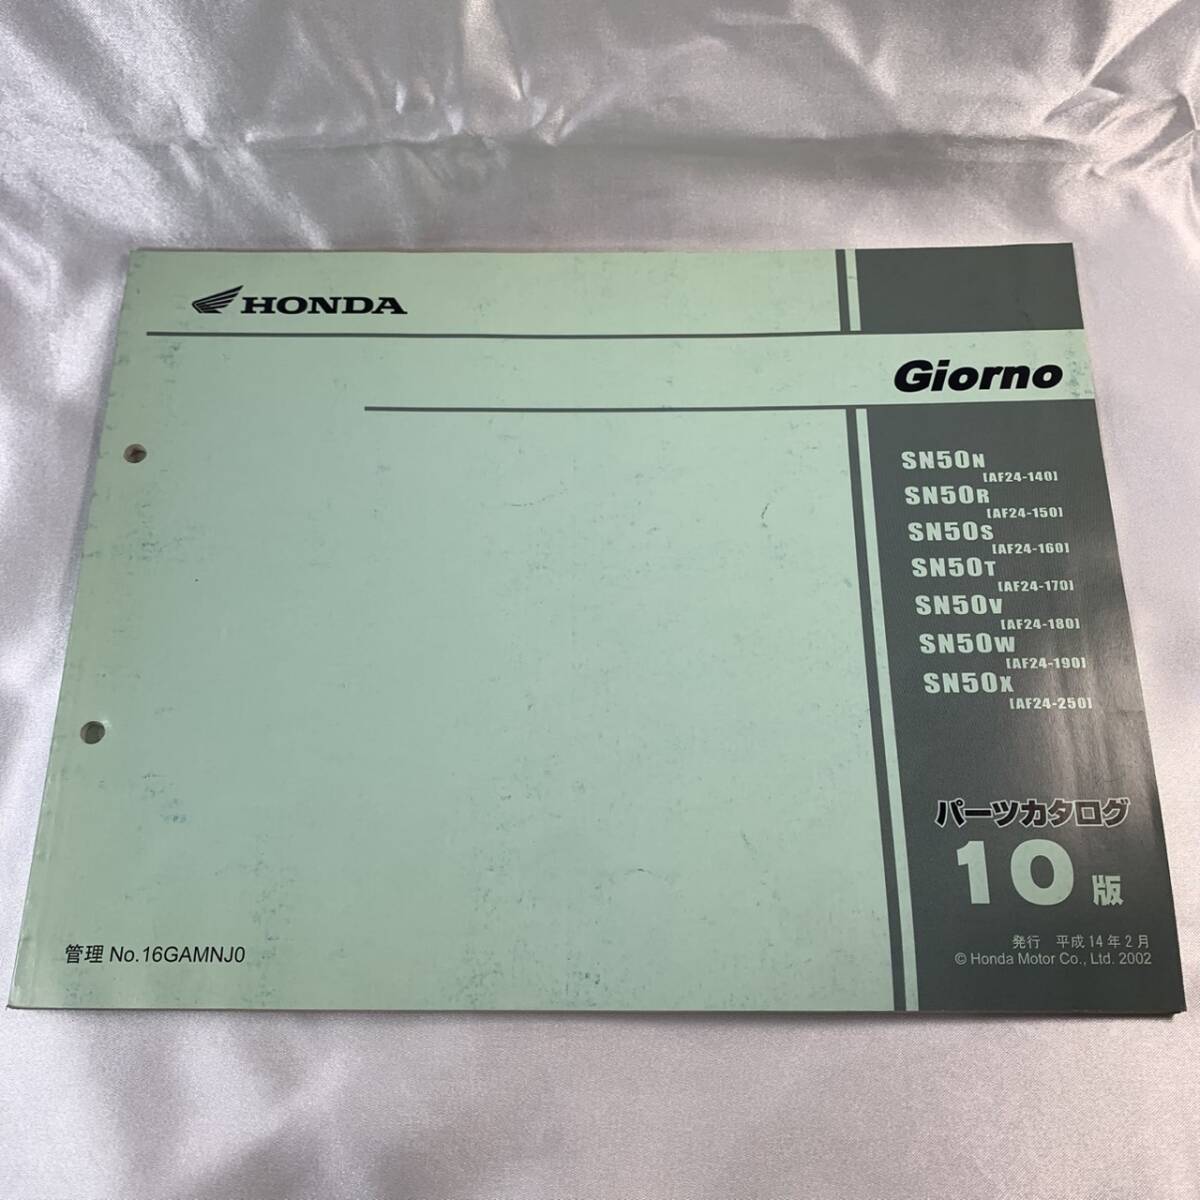 HONDA
Giorno
SN50N
[AF24-140]
SN50R
[AF24-150]
SN50S
[AF24-160]
SN50T
[AF24-170]
SN50V
[AF24-180]
SN50W
[AF24-190]
SN50X
[AF24-250]
パーツカタログ
10版
発行 平成14年2月
© Honda Motor Co., Ltd. 2002
管理 No.16GAMNJ0